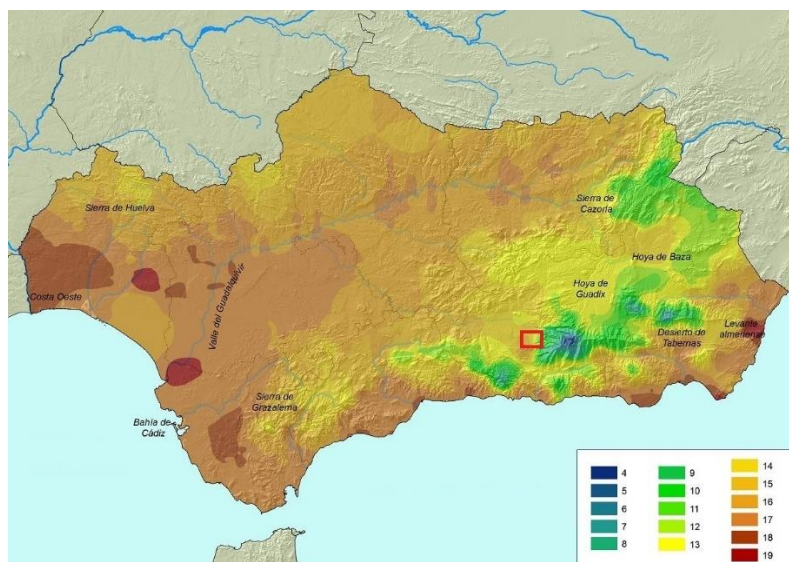 Sierra de Huelva
Sierra de
Cazorla
Hoya de Baza
Hoya de
Guadix
Costa Oeste
Valle del Guadalquivir
Desierto de
Tabernas
Levante
almeriense
Sierra de
Grazalema
Bahía de
Cádiz
4
5
6
7
8
9
10
11
12
13
14
15
16
17
18
19